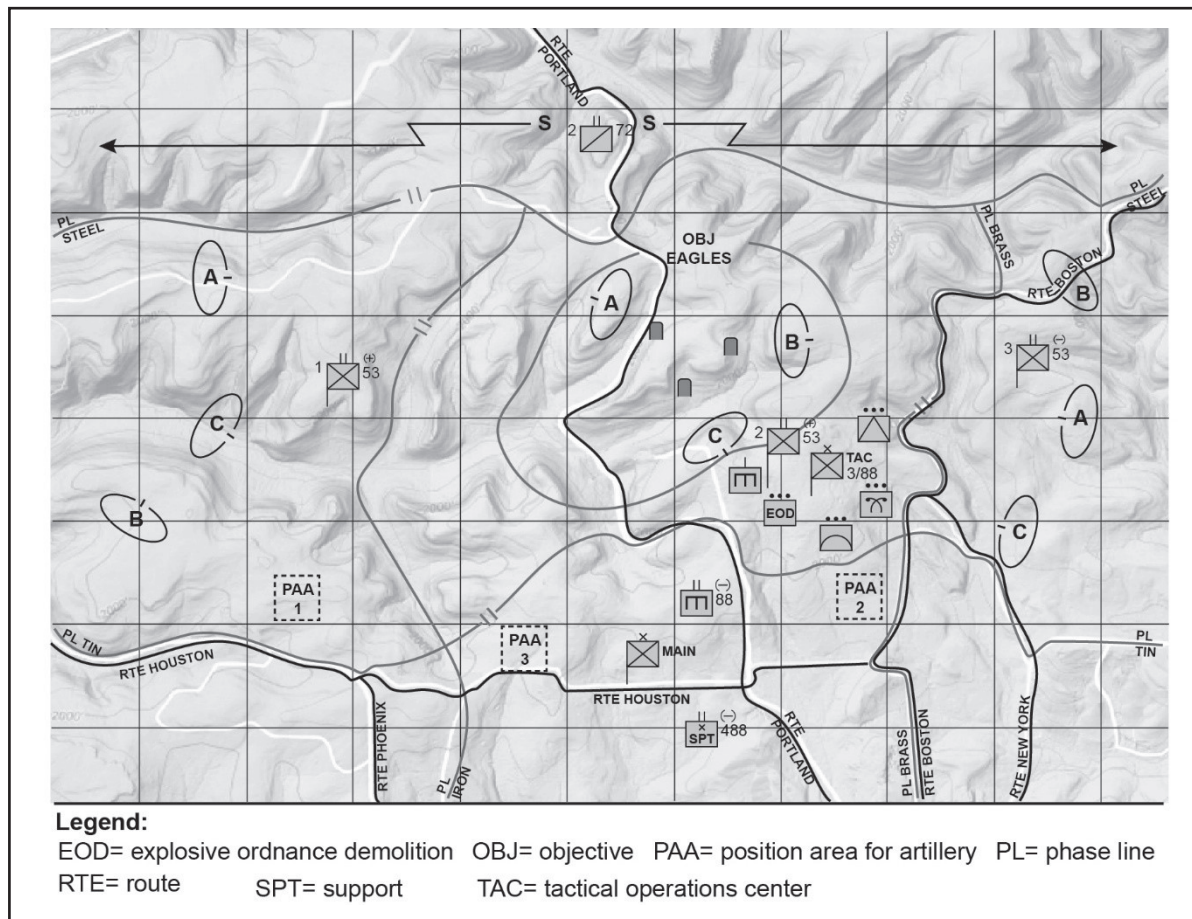 RTE
PORTLAND
S
2
72
S
PL
STEEL
PL
STEEL
PL BRASS
OBJ
EAGLES
A
A
RTE BOSTON
B
B
1
(+)
53
3
(−)
53
C
C
2
(+)
53
A
TAC
3/88
EOD
B
C
PAA
1
(−)
88
PAA
2
PL TIN
RTE HOUSTON
PAA
3
MAIN
PL
TIN
RTE HOUSTON
SPT
(−)
488
RTE PHOENIX
PL
IRON
RTE
PORTLAND
PL BRASS
RTE BOSTON
RTE NEW YORK
Legend:
EOD= explosive ordnance demolition OBJ= objective PAA= position area for artillery PL= phase line
RTE= route SPT= support TAC= tactical operations center